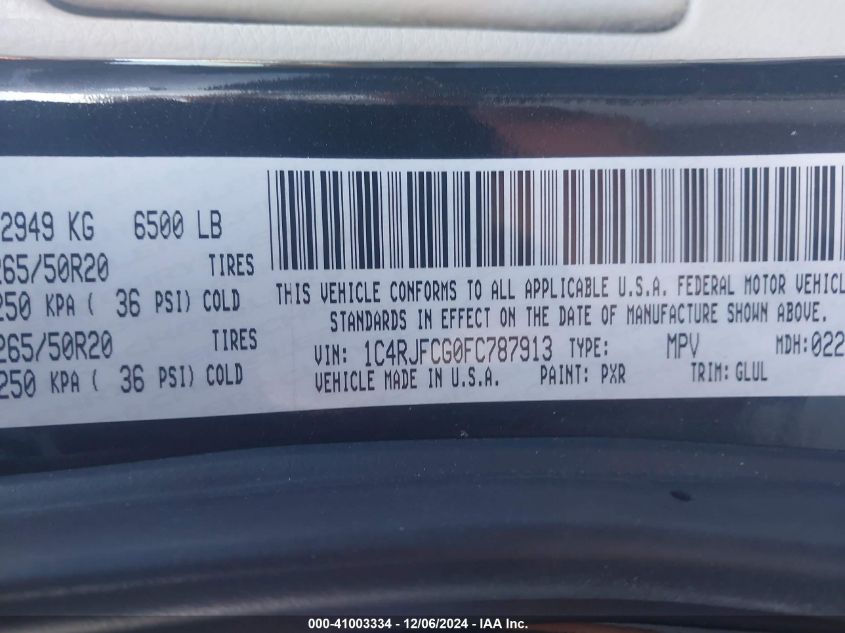 2949 KG 6500 LB
265/50R20 TIRES
250 KPA ( 36 PSI) COLD
265/50R20 TIRES
250 KPA ( 36 PSI) COLD
THIS VEHICLE CONFORMS TO ALL APPLICABLE U.S.A. FEDERAL MOTOR VEHICL
STANDARDS IN EFFECT ON THE DATE OF MANUFACTURE SHOWN ABOVE.
VIN: 1C4RJFCG0FC787913 TYPE: MPV MDH:022
VEHICLE MADE IN U.S.A. PAINT: PXR TRIM: GLUL
000-41003334 - 12/06/2024 - IAA Inc.